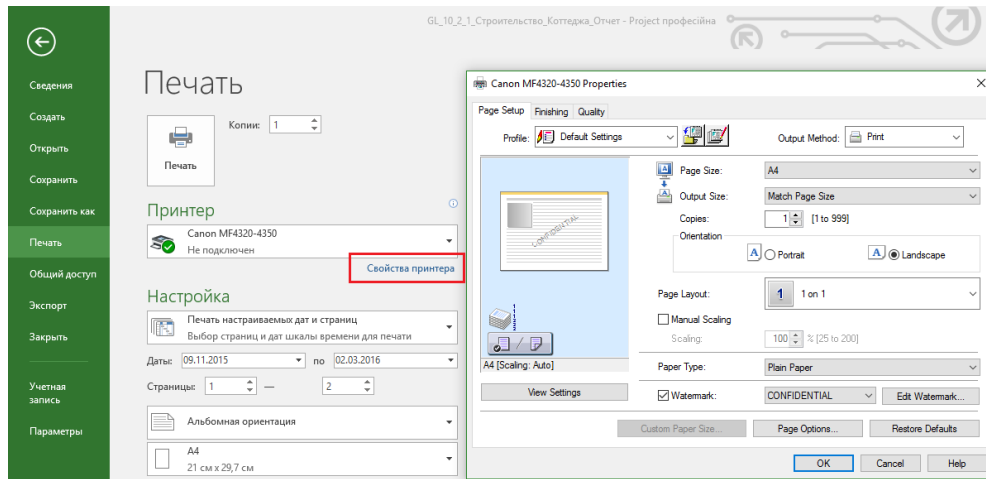 GL_10_2_1_Строительство_Коттеджа_Отчет - Project професійна
Сведения
Создать
Открыть
Сохранить
Сохранить как
Печать
Общий доступ
Экспорт
Закрыть
Учетная
запись
Параметры
Печать
Копии: 1
Печать
Принтер
Canon MF4320-4350
Не подключен
Свойства принтера
Настройка
Печать настраиваемых дат и страниц
Выбор страниц и дат шкалы времени для печати
Даты: 09.11.2015 по 02.03.2016
Страницы: 1 — 2
Альбомная ориентация
A4
21 см x 29,7 см
Canon MF4320-4350 Properties
Page Setup Finishing Quality
Profile: Default Settings Output Method: Print
CONFIDENTIAL
A4 [Scaling: Auto]
View Settings
Page Size: A4
Output Size: Match Page Size
Copies: 1 [1 to 999]
Orientation
A Portrait A Landscape
Page Layout: 1 1 on 1
Manual Scaling
Scaling: 100 % [25 to 200]
Paper Type: Plain Paper
Watermark: CONFIDENTIAL Edit Watermark...
Custom Paper Size... Page Options... Restore Defaults
OK Cancel Help